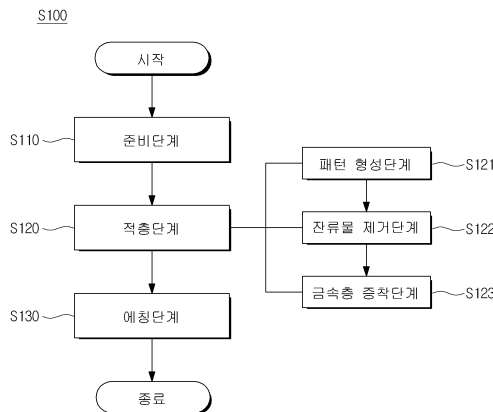 S100
시작
S110
준비단계
S120
적층단계
S130
에칭단계
종료
패턴 형성단계
S121
잔류물 제거단계
S122
금속층 증착단계
S123